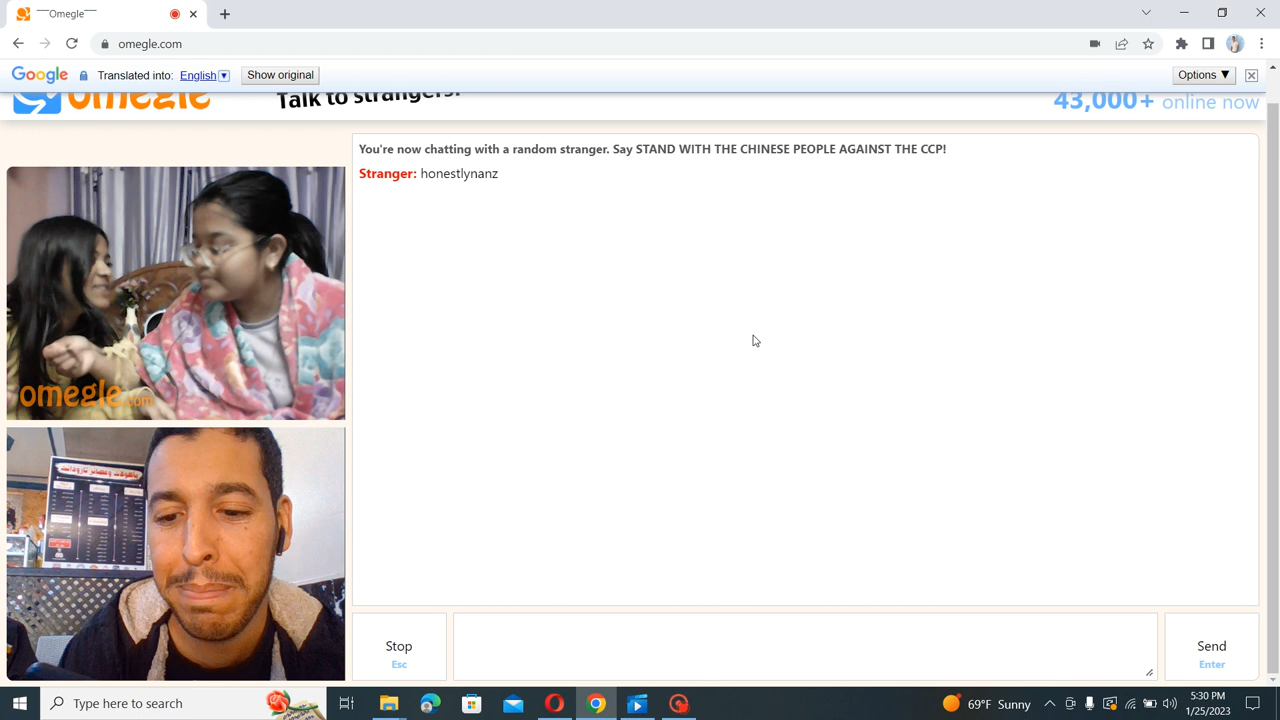 Omegle
omegle.com
Google Translated into: English Show original Options ▼
omegle Talk to strangers! 43,000+ online now
You're now chatting with a random stranger. Say STAND WITH THE CHINESE PEOPLE AGAINST THE CCP!
Stranger: honestlynanz
omegle.com
Stop
Esc
Send
Enter
Type here to search
69°F Sunny
5:30 PM
1/25/2023